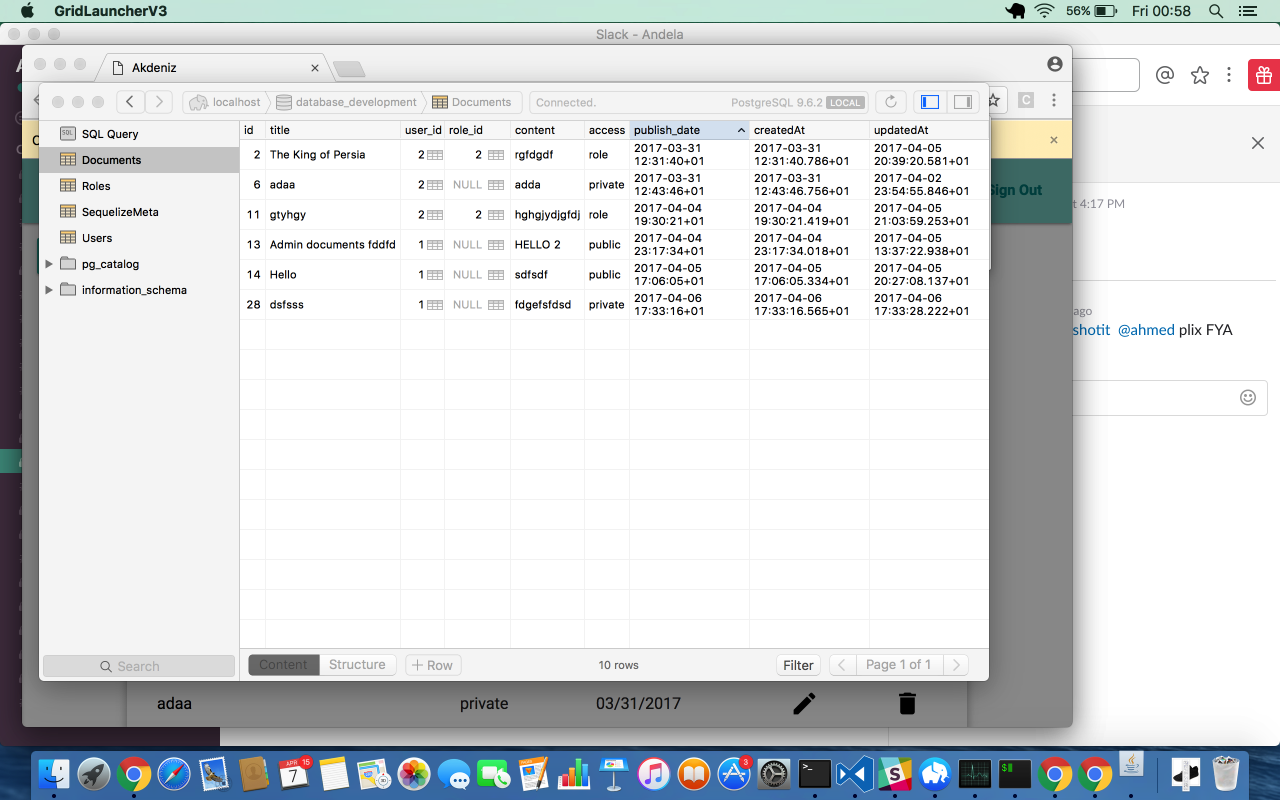 GridLauncherV3
56%
Fri 00:58
Slack - Andela
Akdeniz
localhost
database_development
Documents
Connected.
PostgreSQL 9.6.2
LOCAL
C
SQL
SQL Query
Documents
Roles
SequelizeMeta
Users
pg_catalog
information_schema
id title user_id role_id content access publish_date createdAt updatedAt
2 The King of Persia 2 2 rgfdgdf role 2017-03-31 12:31:40+01 2017-03-31 12:31:40.786+01 2017-04-05 20:39:20.581+01
6 adaa 2 NULL adda private 2017-03-31 12:43:46+01 2017-03-31 12:43:46.756+01 2017-04-02 23:54:55.846+01
11 gtyhgy 2 2 hghgjydjgfdj role 2017-04-04 19:30:21+01 2017-04-04 19:30:21.419+01 2017-04-05 21:03:59.253+01
13 Admin documents fddfd 1 NULL HELLO 2 public 2017-04-04 23:17:34+01 2017-04-04 23:17:34.018+01 2017-04-05 13:37:22.938+01
14 Hello 1 NULL sdfsdf public 2017-04-05 17:06:05+01 2017-04-05 17:06:05.334+01 2017-04-05 20:27:08.137+01
28 dsfsss 1 NULL fdgefsfdsd private 2017-04-06 17:33:16+01 2017-04-06 17:33:16.565+01 2017-04-06 17:33:28.222+01
Sign Out
4:17 PM
ago
shotit @ahmed plix FYA
Search
Content
Structure
+ Row
10 rows
Filter
Page 1 of 1
adaa private 03/31/2017
APR 15
7
3